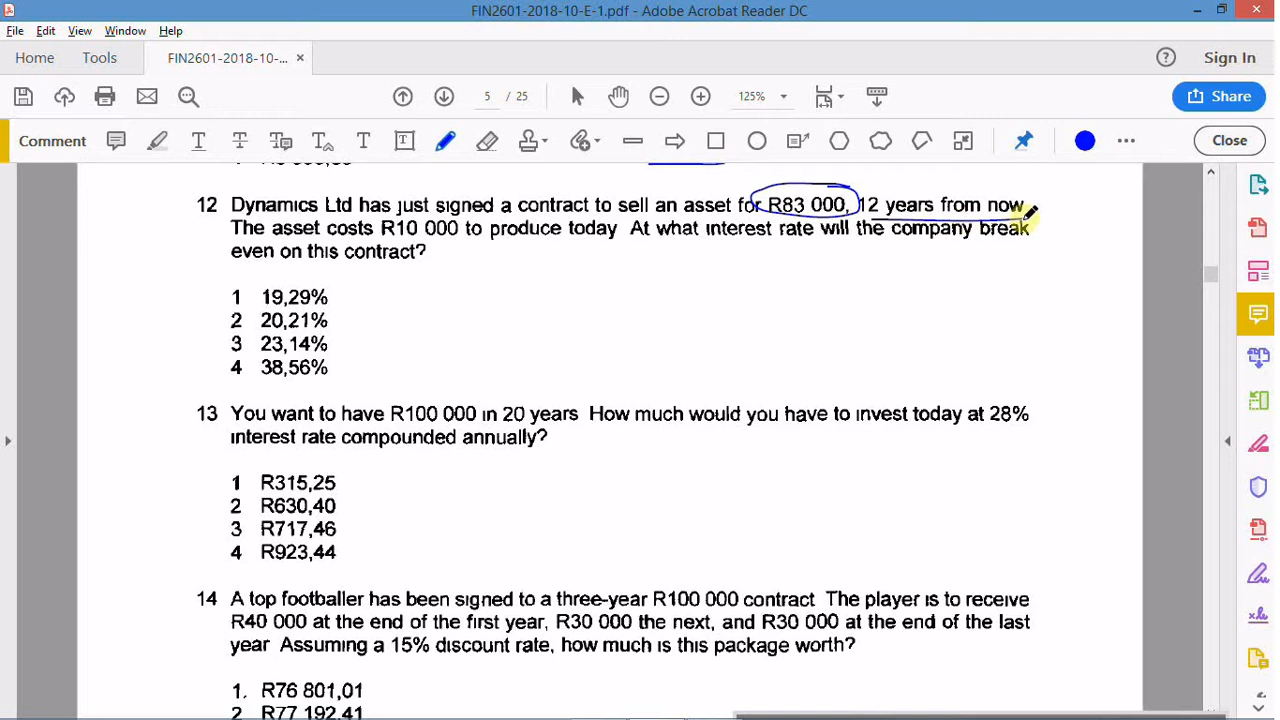 FIN2601-2018-10-E-1.pdf - Adobe Acrobat Reader DC
File Edit View Window Help
Home Tools FIN2601-2018-10-... × Sign In
5 / 25 125% Share
Comment Close
12 Dynamics Ltd has just signed a contract to sell an asset for R83 000, 12 years from now
The asset costs R10 000 to produce today At what interest rate will the company break
even on this contract?
1 19,29%
2 20,21%
3 23,14%
4 38,56%
13 You want to have R100 000 in 20 years How much would you have to invest today at 28%
interest rate compounded annually?
1 R315,25
2 R630,40
3 R717,46
4 R923,44
14 A top footballer has been signed to a three-year R100 000 contract The player is to receive
R40 000 at the end of the first year, R30 000 the next, and R30 000 at the end of the last
year Assuming a 15% discount rate, how much is this package worth?
1. R76 801,01
2 R77 192,41